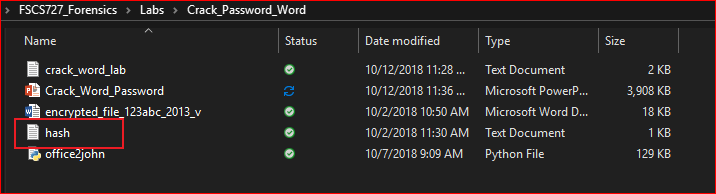 FSCS727_Forensics > Labs > Crack_Password_Word
Name Status Date modified Type Size
crack_word_lab 10/12/2018 11:28 ... Text Document 2 KB
Crack_Word_Password 10/12/2018 11:36 ... Microsoft PowerP... 3,908 KB
encrypted_file_123abc_2013_v 10/2/2018 10:50 AM Microsoft Word D... 18 KB
hash 10/2/2018 11:30 AM Text Document 1 KB
office2john 10/7/2018 9:09 AM Python File 129 KB